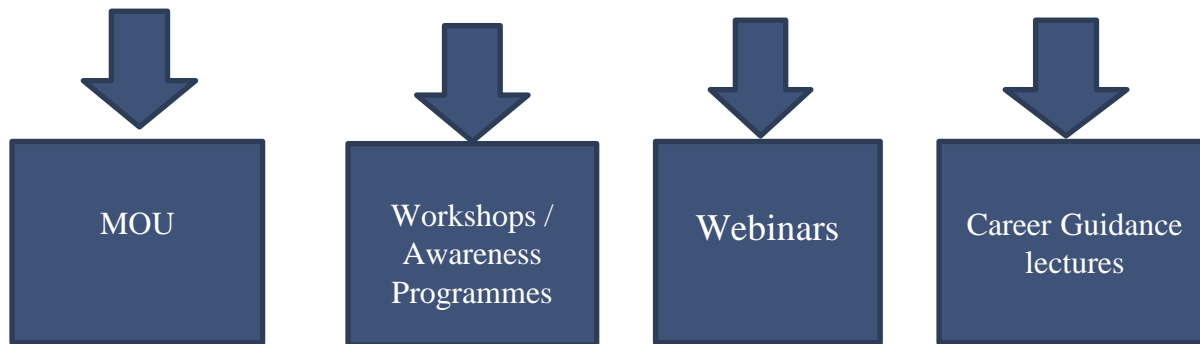 MOU
Workshops /
Awareness
Programmes
Webinars
Career Guidance
lectures